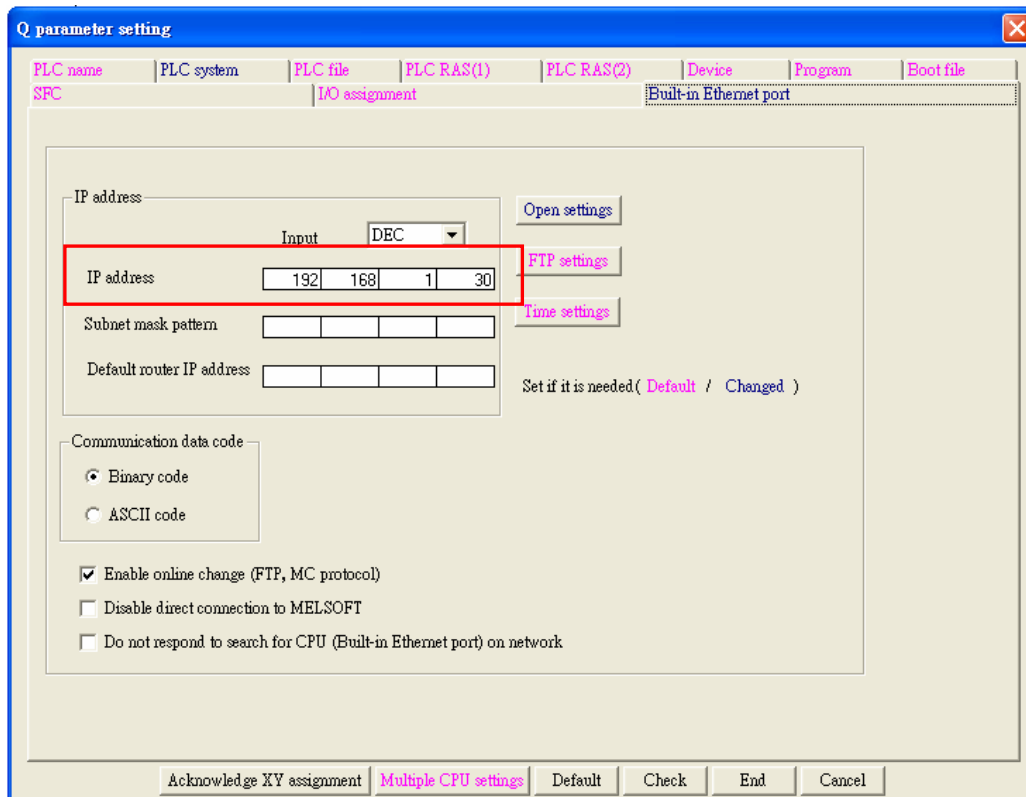 Q parameter setting
PLC name PLC system PLC file PLC RAS(1) PLC RAS(2) Device Program Boot file
SFC I/O assignment Built-in Ethernet port
IP address
Input DEC
IP address 192 168 1 30
Subnet mask pattern
Default router IP address
Open settings
FTP settings
Time settings
Set if it is needed( Default / Changed )
Communication data code
Binary code
ASCII code
Enable online change (FTP, MC protocol)
Disable direct connection to MELSOFT
Do not respond to search for CPU (Built-in Ethernet port) on network
Acknowledge XY assignment Multiple CPU settings Default Check End Cancel